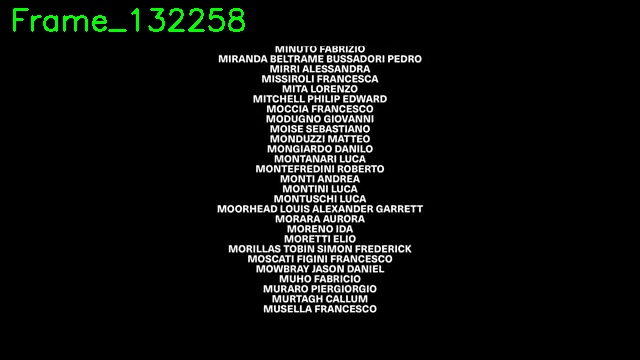 Frame_132258
MINUTO FABRIZIO
MIRANDA BELTRAME BUSSADORI PEDRO
MIRRI ALESSANDRA
MISSIROLI FRANCESCA
MITA LORENZO
MITCHELL PHILIP EDWARD
MOCCIA FRANCESCO
MODUGNO GIOVANNI
MOISE SEBASTIANO
MONDUZZI MATTEO
MONGIARDO DANILO
MONTANARI LUCA
MONTEFREDINI ROBERTO
MONTI ANDREA
MONTINI LUCA
MONTUSCHI LUCA
MOORHEAD LOUIS ALEXANDER GARRETT
MORARA AURORA
MORENO IDA
MORETTI ELIO
MORILLAS TOBIN SIMON FREDERICK
MOSCATI FIGINI FRANCESCO
MOWBRAY JASON DANIEL
MUHO FABRICIO
MURARO PIERGIORGIO
MURTAGH CALLUM
MUSELLA FRANCESCO